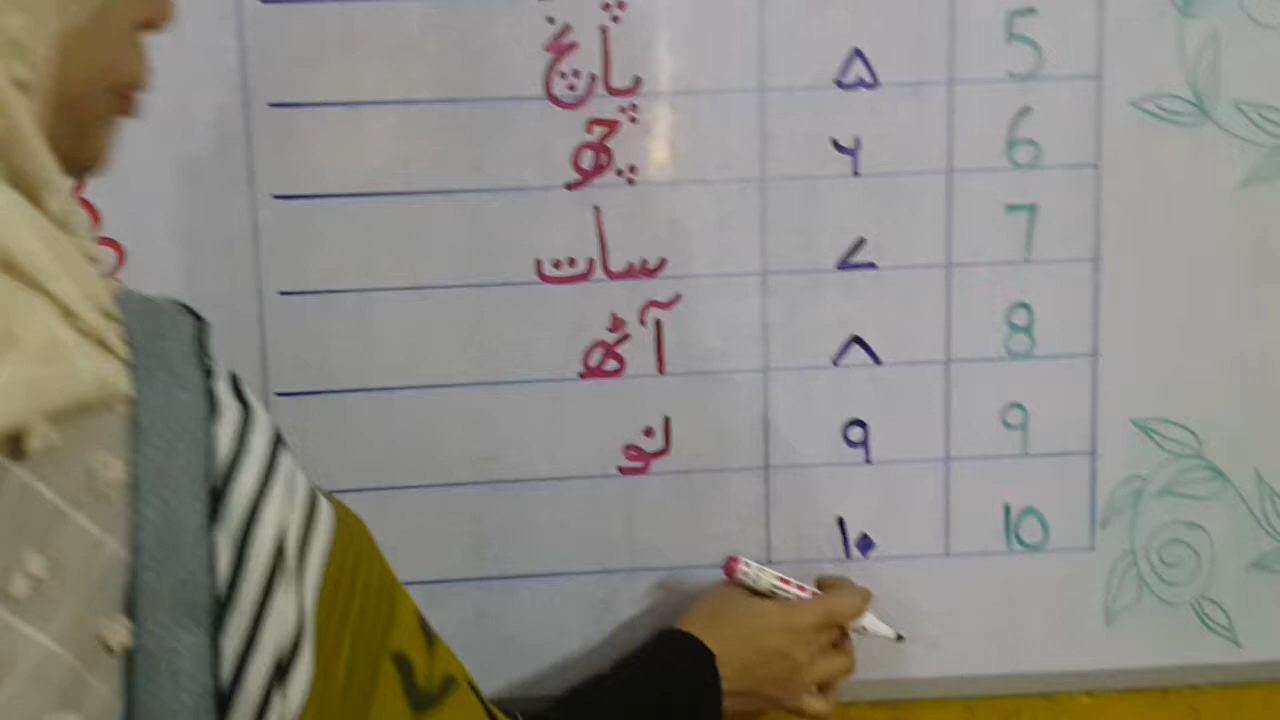 5 ۵ پانچ
6 ۶ چھ
7 ۷ سات
8 ۸ آٹھ
9 ۹ نو
10 ۱۰